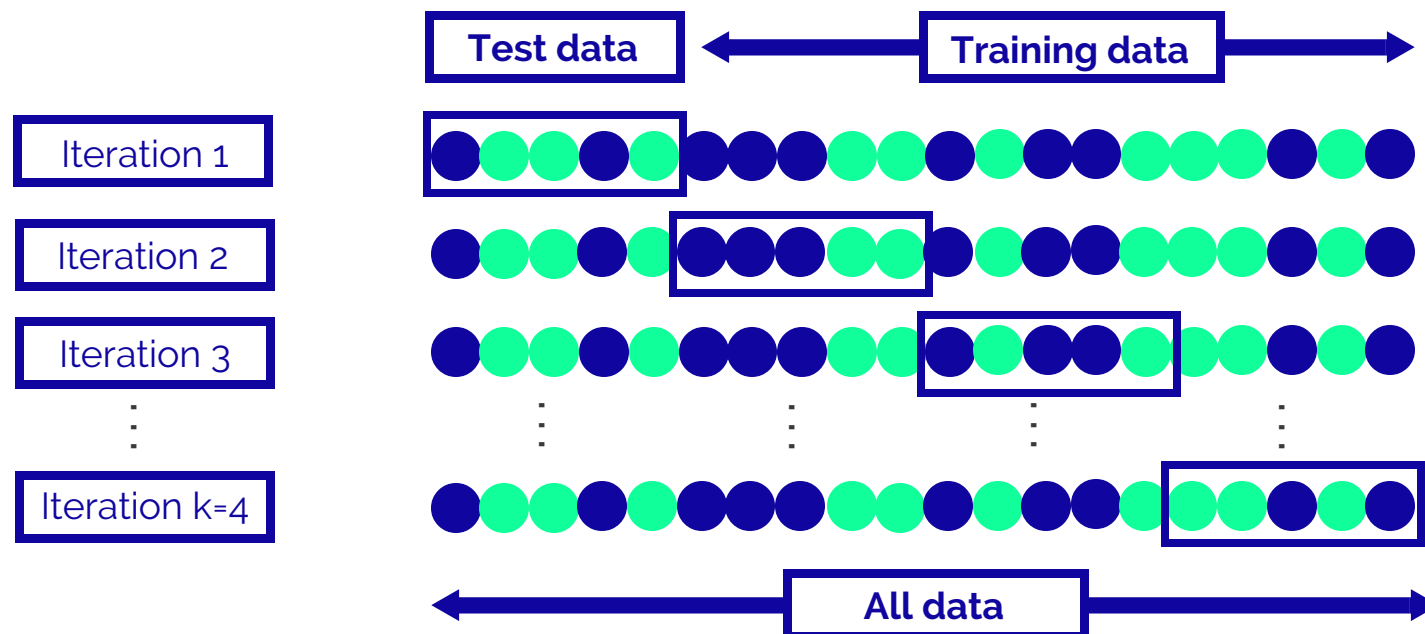 Test data
Training data
Iteration 1
Iteration 2
Iteration 3
Iteration k=4
All data